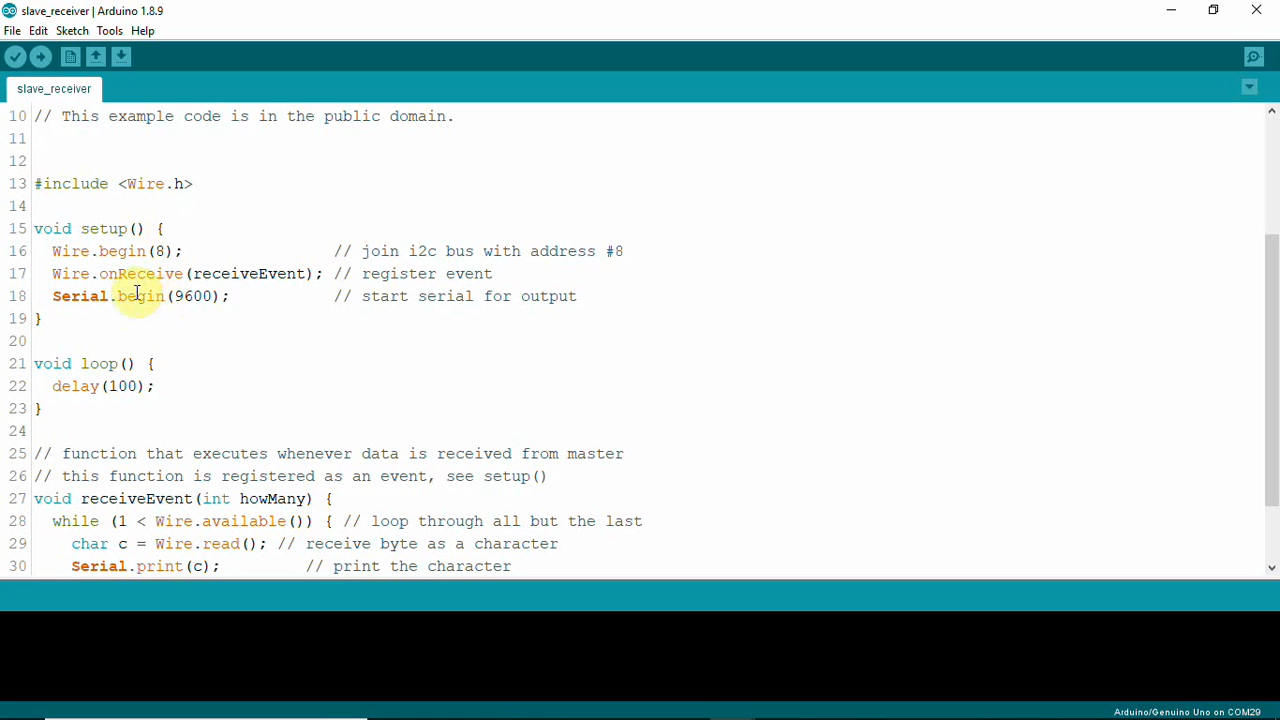 slave_receiver | Arduino 1.8.9
File Edit Sketch Tools Help
slave_receiver
10 // This example code is in the public domain.
11
12
13 #include <Wire.h>
14
15 void setup() {
16   Wire.begin(8);                // join i2c bus with address #8
17   Wire.onReceive(receiveEvent); // register event
18   Serial.begin(9600);           // start serial for output
19 }
20
21 void loop() {
22   delay(100);
23 }
24
25 // function that executes whenever data is received from master
26 // this function is registered as an event, see setup()
27 void receiveEvent(int howMany) {
28   while (1 < Wire.available()) { // loop through all but the last
29     char c = Wire.read(); // receive byte as a character
30     Serial.print(c);         // print the character
Arduino/Genuino Uno on COM29